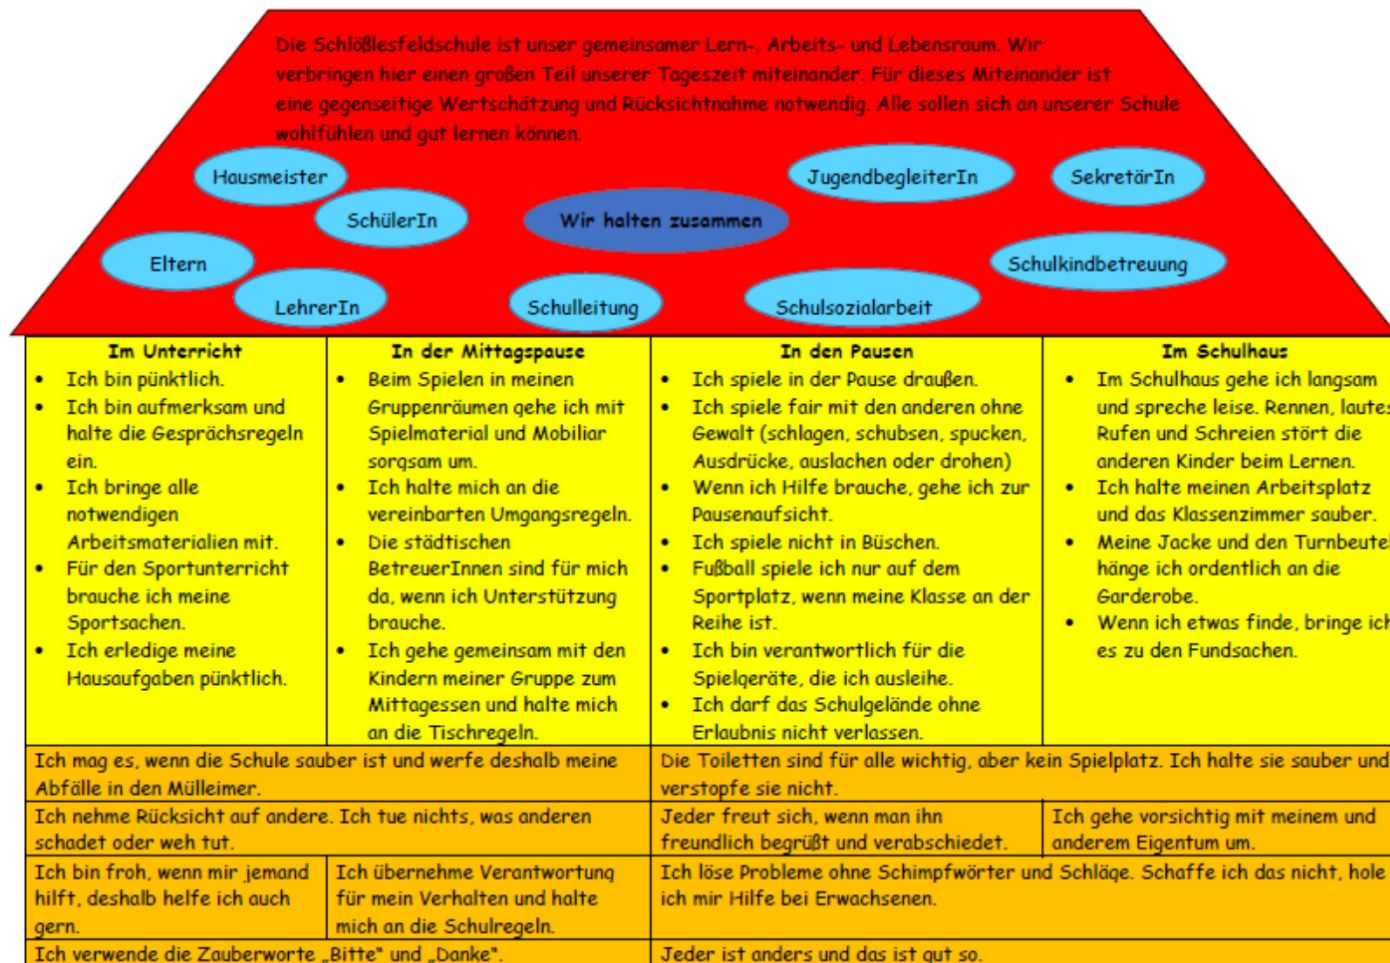 Die Schlößlesfeldschule ist unser gemeinsamer Lern-, Arbeits- und Lebensraum. Wir
verbringen hier einen großen Teil unserer Tageszeit miteinander. Für dieses Miteinander ist
eine gegenseitige Wertschätzung und Rücksichtnahme notwendig. Alle sollen sich an unserer Schule
wohlfühlen und gut lernen können.
Hausmeister
JugendbegleiterIn
SekretärIn
SchülerIn
Wir halten zusammen
Eltern
Schulkindbetreuung
LehrerIn
Schulleitung
Schulsozialarbeit
Im Unterricht
• Ich bin pünktlich.
• Ich bin aufmerksam und
halte die Gesprächsregeln
ein.
• Ich bringe alle
notwendigen
Arbeitsmaterialien mit.
• Für den Sportunterricht
brauche ich meine
Sportsachen.
• Ich erledige meine
Hausaufgaben pünktlich.
In der Mittagspause
• Beim Spielen in meinen
Gruppenräumen gehe ich mit
Spielmaterial und Mobiliar
sorgsam um.
• Ich halte mich an die
vereinbarten Umgangsregeln.
• Die städtischen
BetreuerInnen sind für mich
da, wenn ich Unterstützung
brauche.
• Ich gehe gemeinsam mit den
Kindern meiner Gruppe zum
Mittagessen und halte mich
an die Tischregeln.
In den Pausen
• Ich spiele in der Pause draußen.
• Ich spiele fair mit den anderen ohne
Gewalt (schlagen, schubsen, spucken,
Ausdrücke, auslachen oder drohen)
• Wenn ich Hilfe brauche, gehe ich zur
Pausenaufsicht.
• Ich spiele nicht in Büschen.
• Fußball spiele ich nur auf dem
Sportplatz, wenn meine Klasse an der
Reihe ist.
• Ich bin verantwortlich für die
Spielgeräte, die ich ausleihe.
• Ich darf das Schulgelände ohne
Erlaubnis nicht verlassen.
Im Schulhaus
• Im Schulhaus gehe ich langsam
und spreche leise. Rennen, lautes
Rufen und Schreien stört die
anderen Kinder beim Lernen.
• Ich halte meinen Arbeitsplatz
und das Klassenzimmer sauber.
• Meine Jacke und den Turnbeutel
hänge ich ordentlich an die
Garderobe.
• Wenn ich etwas finde, bringe ich
es zu den Fundsachen.
Ich mag es, wenn die Schule sauber ist und werfe deshalb meine
Abfälle in den Mülleimer.
Die Toiletten sind für alle wichtig, aber kein Spielplatz. Ich halte sie sauber und
verstopfe sie nicht.
Ich nehme Rücksicht auf andere. Ich tue nichts, was anderen
schadet oder weh tut.
Jeder freut sich, wenn man ihn
freundlich begrüßt und verabschiedet.
Ich gehe vorsichtig mit meinem und
anderem Eigentum um.
Ich bin froh, wenn mir jemand
hilft, deshalb helfe ich auch
gern.
Ich übernehme Verantwortung
für mein Verhalten und halte
mich an die Schulregeln.
Ich löse Probleme ohne Schimpfwörter und Schläge. Schaffe ich das nicht, hole
ich mir Hilfe bei Erwachsenen.
Ich verwende die Zauberworte „Bitte“ und „Danke“.
Jeder ist anders und das ist gut so.